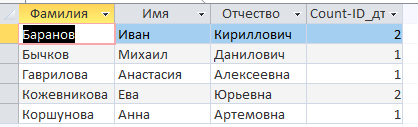 Фамилия Имя Отчество Count-ID_дт
Баранов Иван Кириллович 2
Бычков Михаил Данилович 1
Гаврилова Анастасия Алексеевна 1
Кожевникова Ева Юрьевна 2
Коршунова Анна Артемовна 1